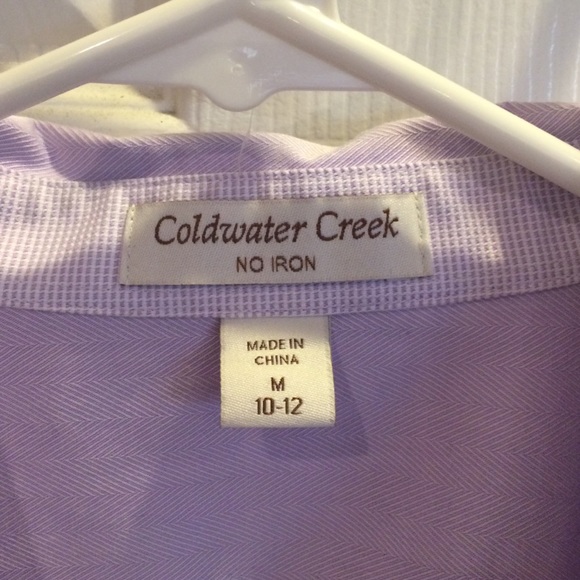 Coldwater Creek
NO IRON
MADE IN
CHINA
M
10-12